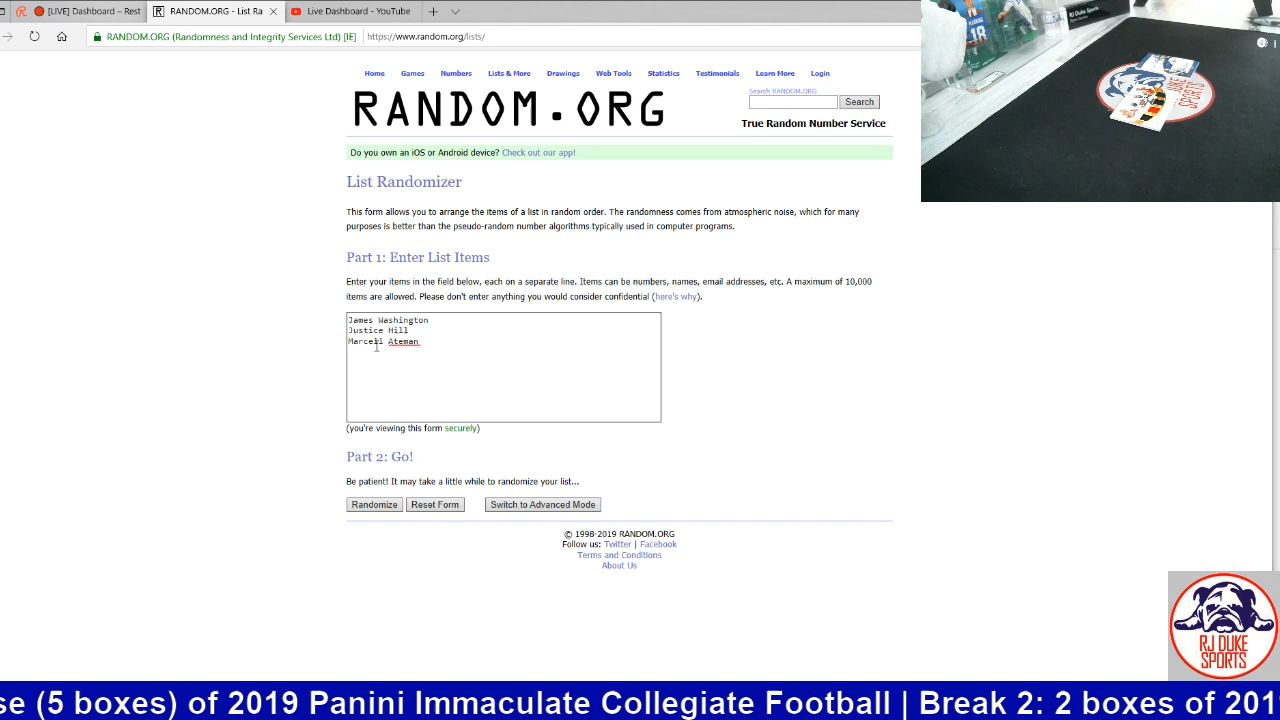 [LIVE] Dashboard – Rest
RANDOM.ORG - List Ra
Live Dashboard - YouTube
RANDOM.ORG (Randomness and Integrity Services Ltd) [IE]
https://www.random.org/lists/
Home Games Numbers Lists & More Drawings Web Tools Statistics Testimonials Learn More Login
RANDOM.ORG
Search RANDOM.ORG
Search
True Random Number Service
Do you own an iOS or Android device? Check out our app!
List Randomizer
This form allows you to arrange the items of a list in random order. The randomness comes from atmospheric noise, which for many
purposes is better than the pseudo-random number algorithms typically used in computer programs.
Part 1: Enter List Items
Enter your items in the field below, each on a separate line. Items can be numbers, names, email addresses, etc. A maximum of 10,000
items are allowed. Please don't enter anything you would consider confidential (here's why).
James Washington
Justice Hill
Marcell Ateman
(you're viewing this form securely)
Part 2: Go!
Be patient! It may take a little while to randomize your list...
Randomize Reset Form Switch to Advanced Mode
© 1998-2019 RANDOM.ORG
Follow us: Twitter | Facebook
Terms and Conditions
About Us
18
RJ Duke Sports
DUKE
SPORTS
RJ DUKE
SPORTS
se (5 boxes) of 2019 Panini Immaculate Collegiate Football | Break 2: 2 boxes of 201